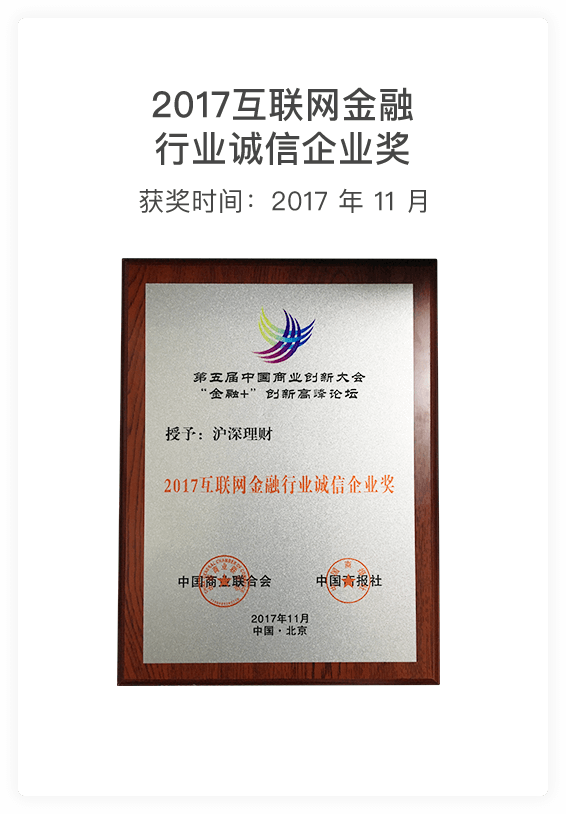 2017互联网金融
行业诚信企业奖
获奖时间：2017 年 11 月
第五届中国商业创新大会
“金融+”创新高峰论坛
授予：沪深理财
2017互联网金融行业诚信企业奖
中国商业联合会
中国商报社
2017年11月
中国·北京